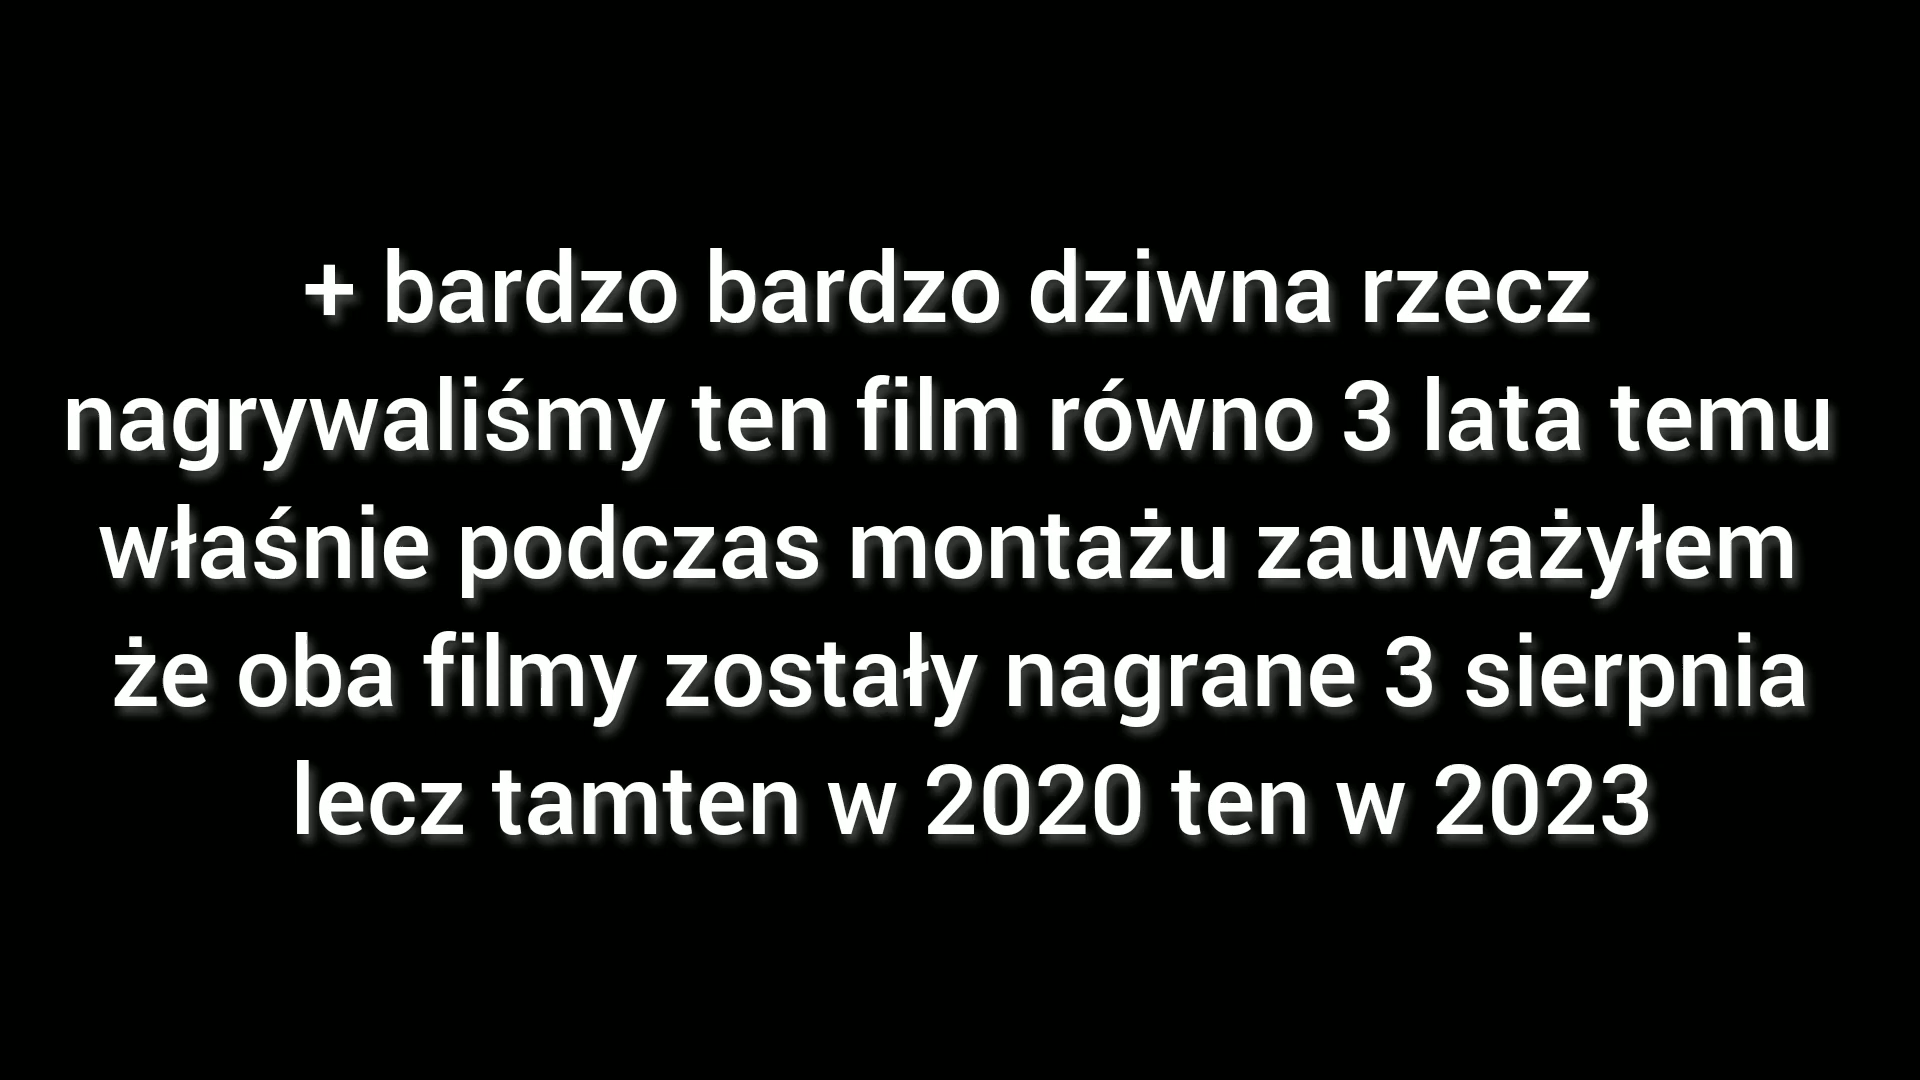 + bardzo bardzo dziwna rzecz
nagrywaliśmy ten film równo 3 lata temu
właśnie podczas montażu zauważyłem
że oba filmy zostały nagrane 3 sierpnia
lecz tamten w 2020 ten w 2023